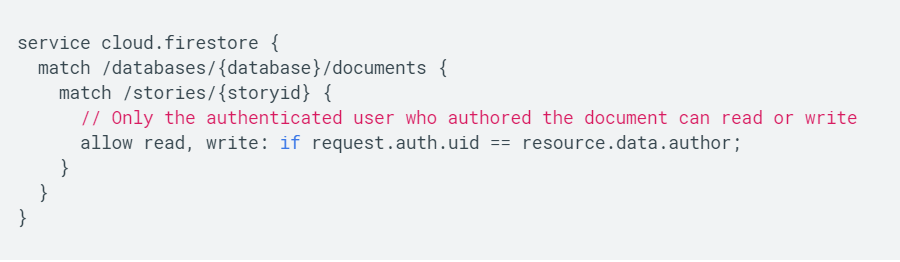 service cloud.firestore {
  match /databases/{database}/documents {
    match /stories/{storyid} {
      // Only the authenticated user who authored the document can read or write
      allow read, write: if request.auth.uid == resource.data.author;
    }
  }
}